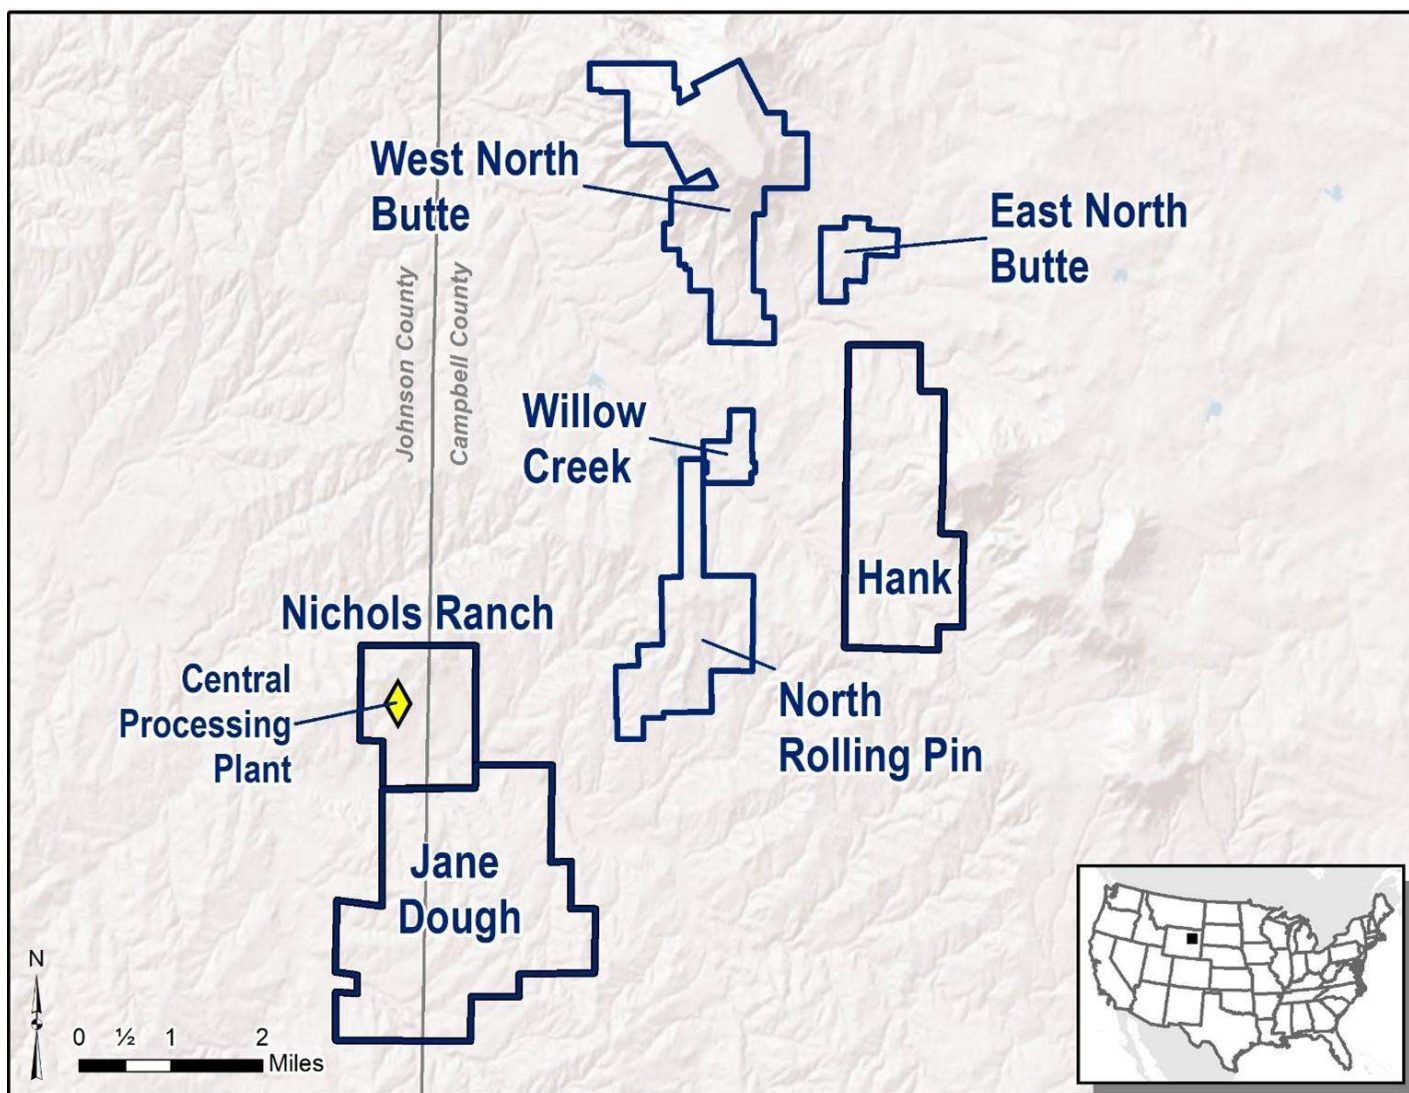 West North
Butte
East North
Butte
Johnson County
Campbell County
Willow
Creek
Hank
Nichols Ranch
Central
Processing
Plant
North
Rolling Pin
Jane
Dough
N
0 ½ 1 2
Miles